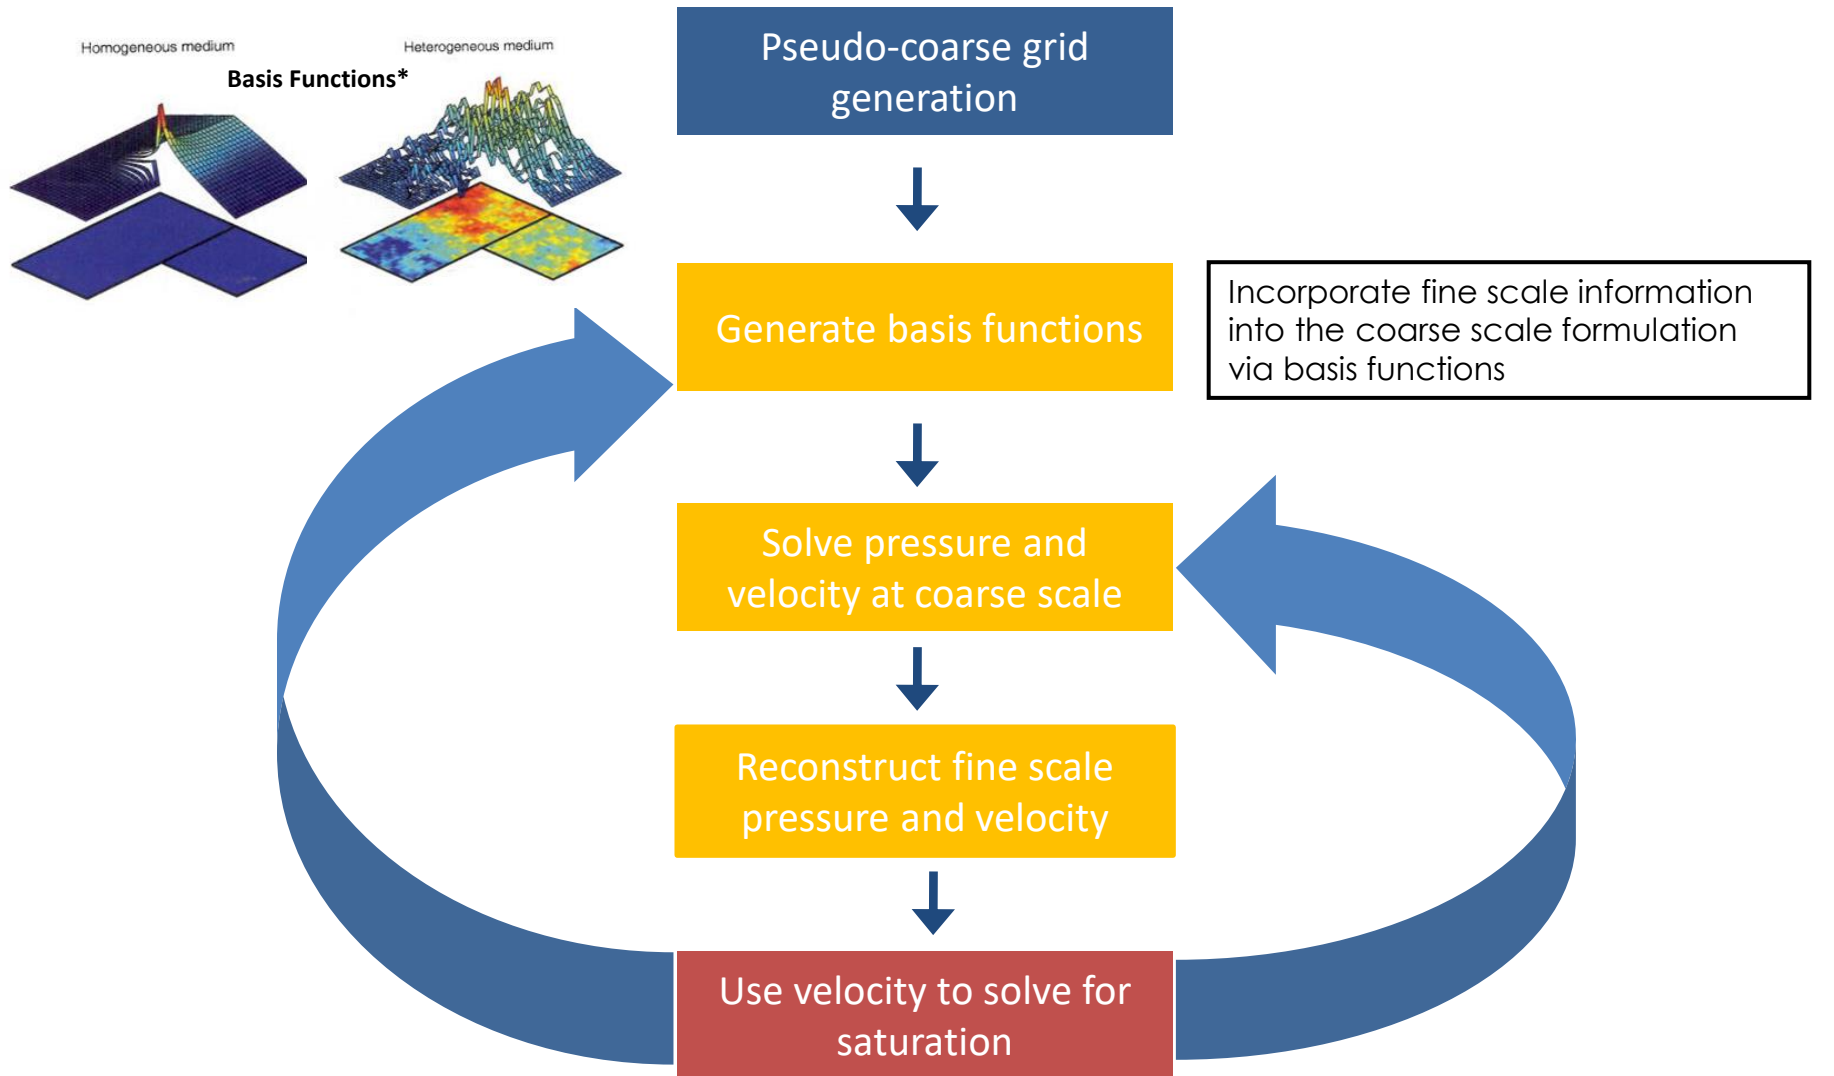 Homogeneous medium
Heterogeneous medium
Basis Functions*
Pseudo-coarse grid
generation
Generate basis functions
Incorporate fine scale information
into the coarse scale formulation
via basis functions
Solve pressure and
velocity at coarse scale
Reconstruct fine scale
pressure and velocity
Use velocity to solve for
saturation